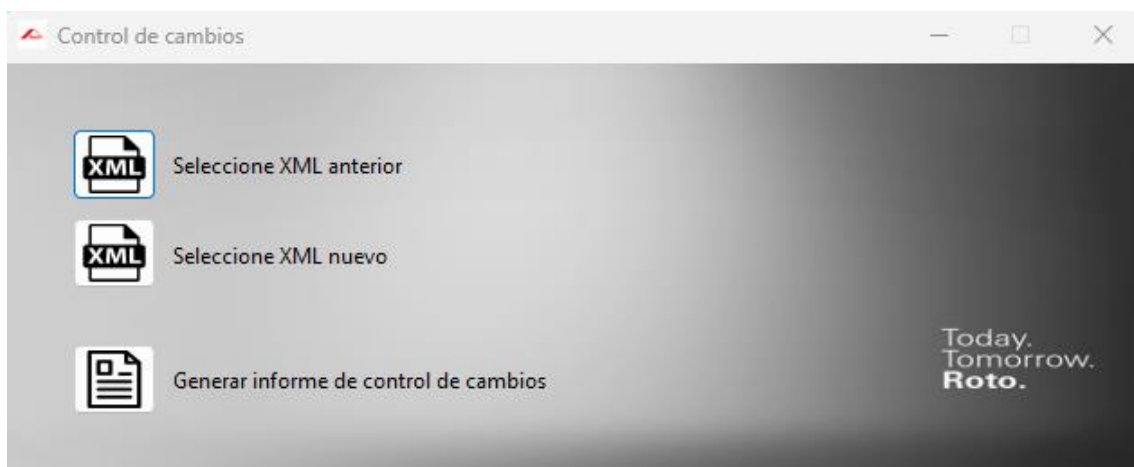 Control de cambios
XML
Seleccione XML anterior
XML
Seleccione XML nuevo
Generar informe de control de cambios
Today.
Tomorrow.
Roto.